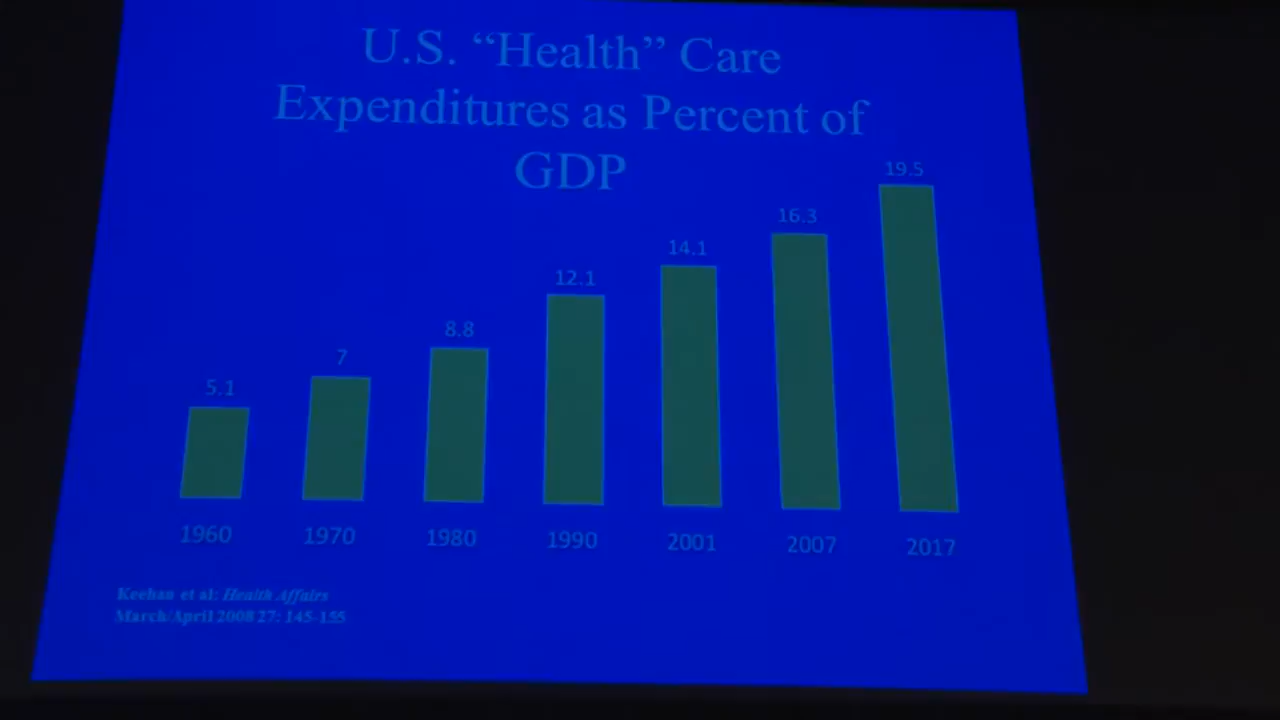 U.S. “Health” Care
Expenditures as Percent of
GDP
19.5
16.3
14.1
12.1
8.8
7
5.1
1960 1970 1980 1990 2001 2007 2017
Keehan et al: Health Affairs
March/April 2008 27: 145-155